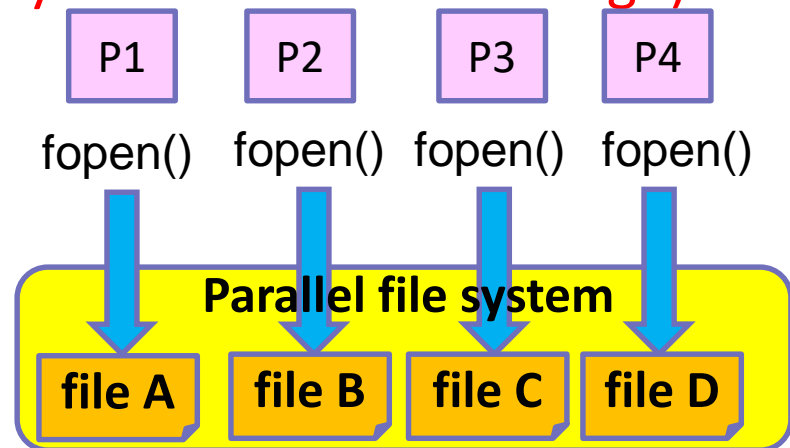 P1 P2 P3 P4
fopen() fopen() fopen() fopen()
Parallel file system
file A file B file C file D